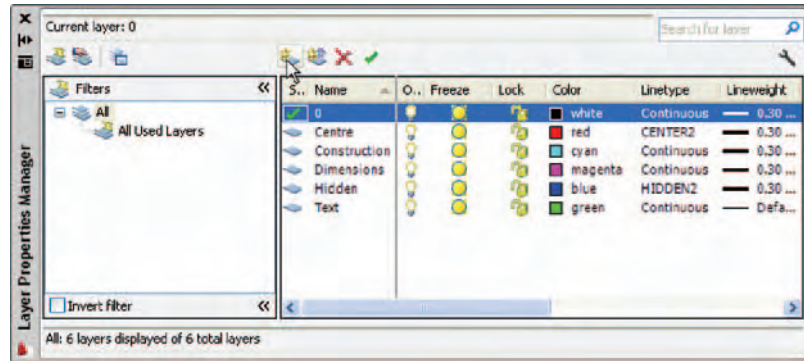 Current layer: 0
Search for layer
Filters
All
All Used Layers
Invert filter
S.. Name O.. Freeze Lock Color Linetype Lineweight
0 white Continuous 0.30 ...
Centre red CENTER2 0.30 ...
Construction cyan Continuous 0.30 ...
Dimensions magenta Continuous 0.30 ...
Hidden blue HIDDEN2 0.30 ...
Text green Continuous Defa...
Layer Properties Manager
All: 6 layers displayed of 6 total layers